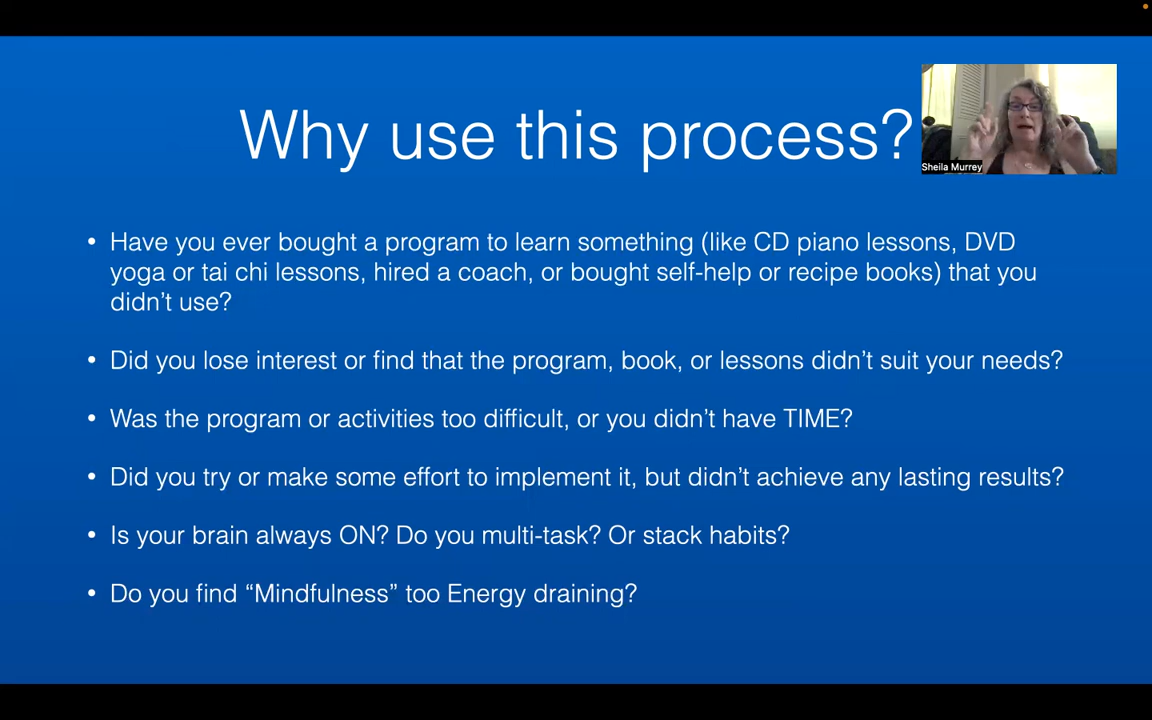 Why use this process?
Sheila Murrey
• Have you ever bought a program to learn something (like CD piano lessons, DVD
yoga or tai chi lessons, hired a coach, or bought self-help or recipe books) that you
didn’t use?
• Did you lose interest or find that the program, book, or lessons didn’t suit your needs?
• Was the program or activities too difficult, or you didn’t have TIME?
• Did you try or make some effort to implement it, but didn’t achieve any lasting results?
• Is your brain always ON? Do you multi-task? Or stack habits?
• Do you find “Mindfulness” too Energy draining?